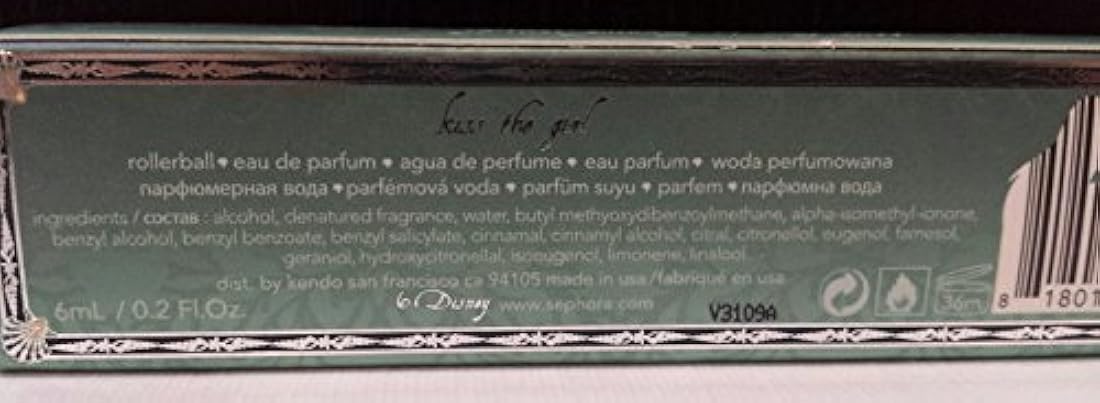 kiss the girl
rollerball • eau de parfum • agua de perfume • eau parfum • woda perfumowana
парфюмерная вода • parfémová voda • parfüm suyu • parfem • парфюмна вода
ingredients / состав : alcohol, denatured fragrance, water, butyl methyoxydibenzoylmethane, alpha-isomethyl-ionone,
benzyl alcohol, benzyl benzoate, benzyl salicylate, cinnamal, cinnamyl alcohol, citral, citronellol, eugenol, farnesol,
geraniol, hydroxycitronellal, isoeugenol, limonene, linalool
dist. by kendo san francisco ca 94105 made in usa/fabriqué en usa
6mL / 0.2 Fl.Oz. © Disney www.sephora.com V3109A 36m 8 1801